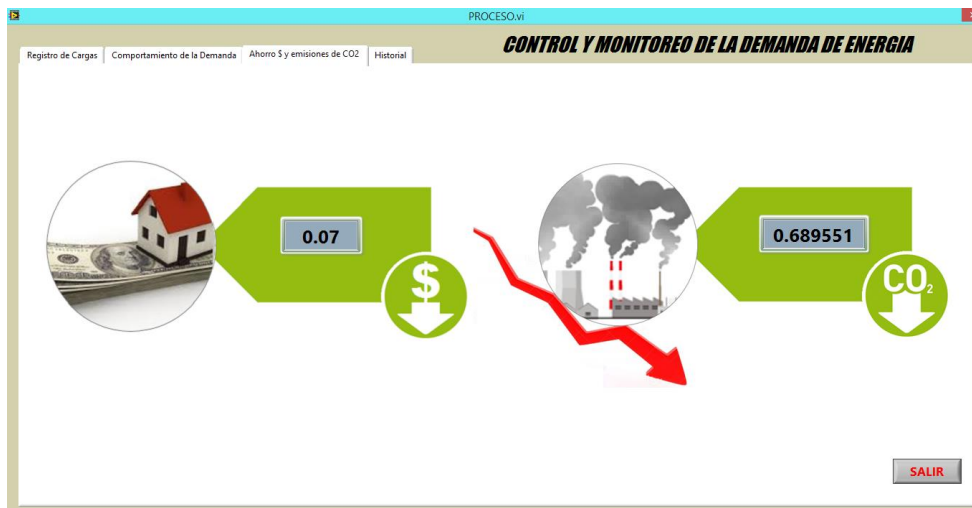 PROCESO.vi
CONTROL Y MONITOREO DE LA DEMANDA DE ENERGIA
Registro de Cargas
Comportamiento de la Demanda
Ahorro $ y emisiones de CO2
Historial
0.07
0.689551
$
CO2
SALIR